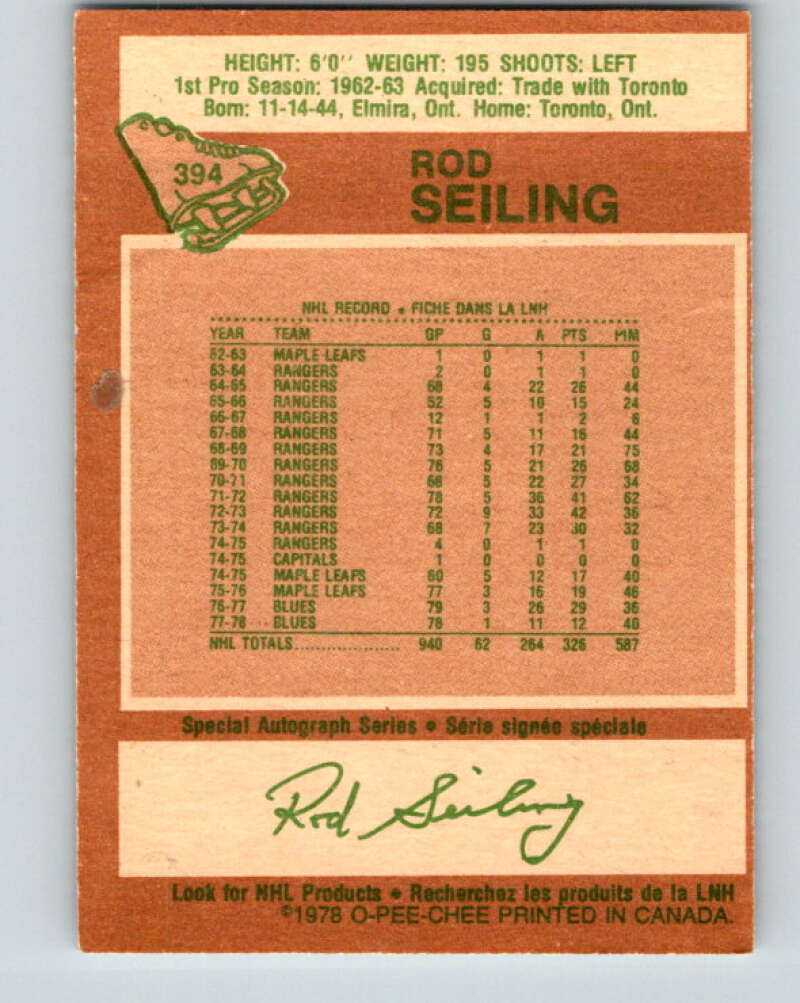 HEIGHT: 6'0'' WEIGHT: 195 SHOOTS: LEFT
1st Pro Season: 1962-63 Acquired: Trade with Toronto
Born: 11-14-44, Elmira, Ont. Home: Toronto, Ont.
394
ROD
SEILING
NHL RECORD • FICHE DANS LA LNH
YEAR TEAM GP G A PTS MM
62-63 MAPLE LEAFS 1 0 1 1 0
63-64 RANGERS 2 0 1 1 0
64-65 RANGERS 68 4 22 26 44
65-66 RANGERS 52 5 10 15 24
66-67 RANGERS 12 1 1 2 6
67-68 RANGERS 71 5 11 16 44
68-69 RANGERS 73 4 17 21 75
69-70 RANGERS 76 5 21 26 68
70-71 RANGERS 68 5 22 27 34
71-72 RANGERS 78 5 36 41 62
72-73 RANGERS 72 9 33 42 36
73-74 RANGERS 68 7 23 30 32
74-75 RANGERS 4 0 1 1 0
74-75 CAPITALS 1 0 0 0 0
74-75 MAPLE LEAFS 60 5 12 17 40
75-76 MAPLE LEAFS 77 3 16 19 46
76-77 BLUES 79 3 26 29 36
77-78 BLUES 78 1 11 12 40
NHL TOTALS.................... 940 62 264 326 587
Special Autograph Series • Série signée spéciale
Rod Seiling
Look for NHL Products • Recherchez les produits de la LNH
©1978 O-PEE-CHEE PRINTED IN CANADA.